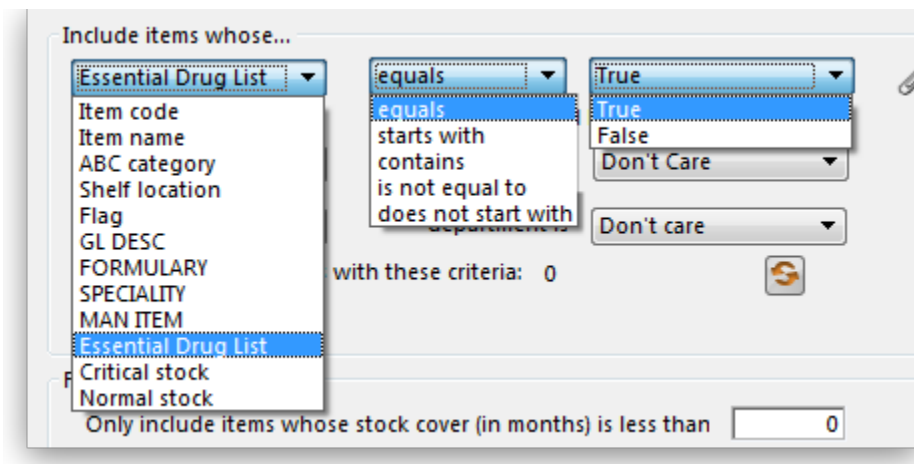 Include items whose...
Essential Drug List equals True
Item code
Item name
ABC category
Shelf location
Flag
GL DESC
FORMULARY
SPECIALITY
MAN ITEM
Essential Drug List
Critical stock
Normal stock
equals
starts with
contains
is not equal to
does not start with
True
False
Don't Care
department is Don't care
with these criteria: 0
Only include items whose stock cover (in months) is less than 0